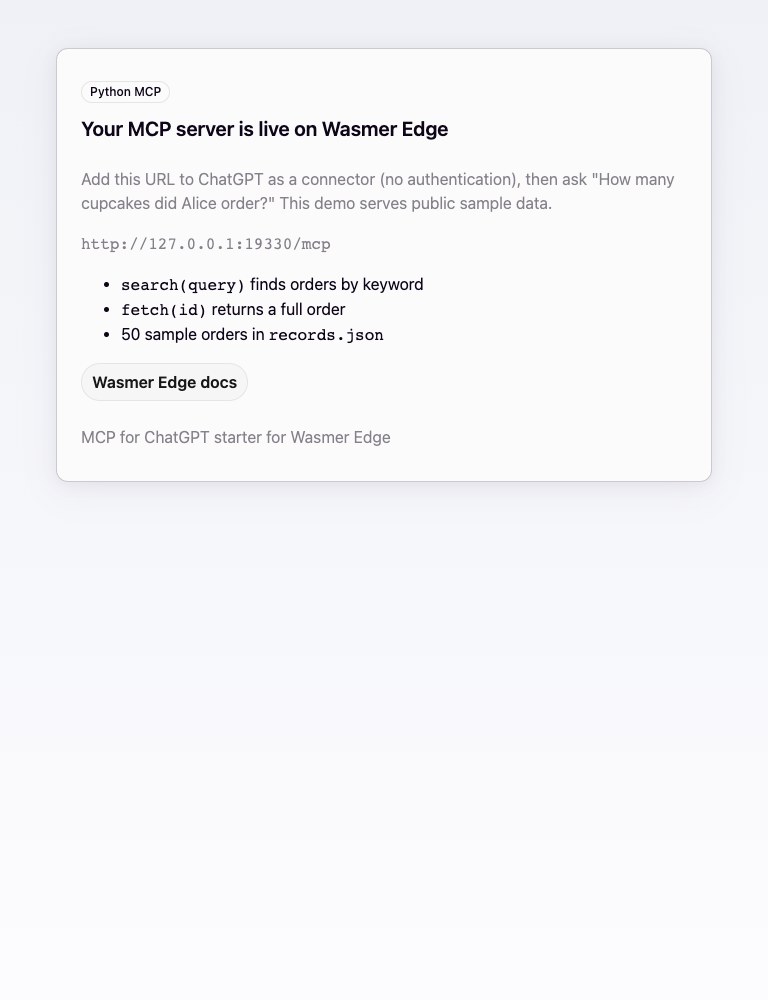 Python MCP
Your MCP server is live on Wasmer Edge
Add this URL to ChatGPT as a connector (no authentication), then ask "How many
cupcakes did Alice order?" This demo serves public sample data.
http://127.0.0.1:19330/mcp
• search(query) finds orders by keyword
• fetch(id) returns a full order
• 50 sample orders in records.json
Wasmer Edge docs
MCP for ChatGPT starter for Wasmer Edge